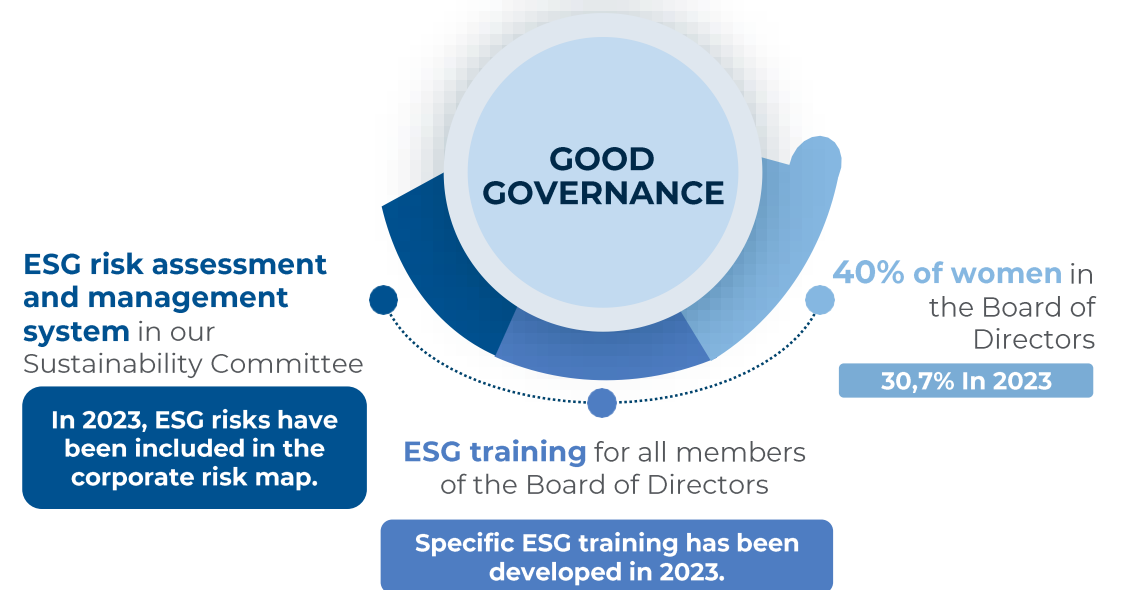 GOOD
GOVERNANCE
ESG risk assessment
and management
system in our
Sustainability Committee
In 2023, ESG risks have
been included in the
corporate risk map.
ESG training for all members
of the Board of Directors
Specific ESG training has been
developed in 2023.
40% of women in
the Board of
Directors
30,7% In 2023